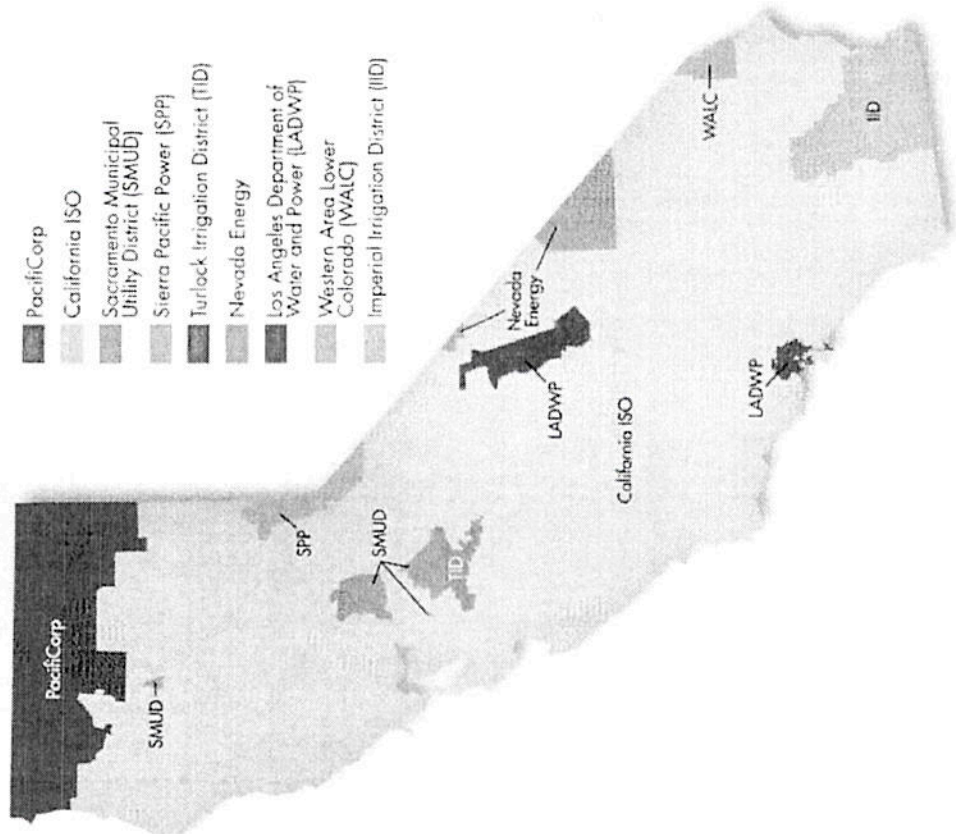 PacifiCorp
California ISO
Sacramento Municipal
Utility District (SMUD)
Sierra Pacific Power (SPP)
Turlock Irrigation District (TID)
Nevada Energy
Los Angeles Department of
Water and Power (LADWP)
Western Area Lower
Colorado (WALC)
Imperial Irrigation District (IID)
PacifiCorp
SMUD
SPP
SMUD
TID
Nevada
Energy
LADWP
California ISO
LADWP
WALC
IID